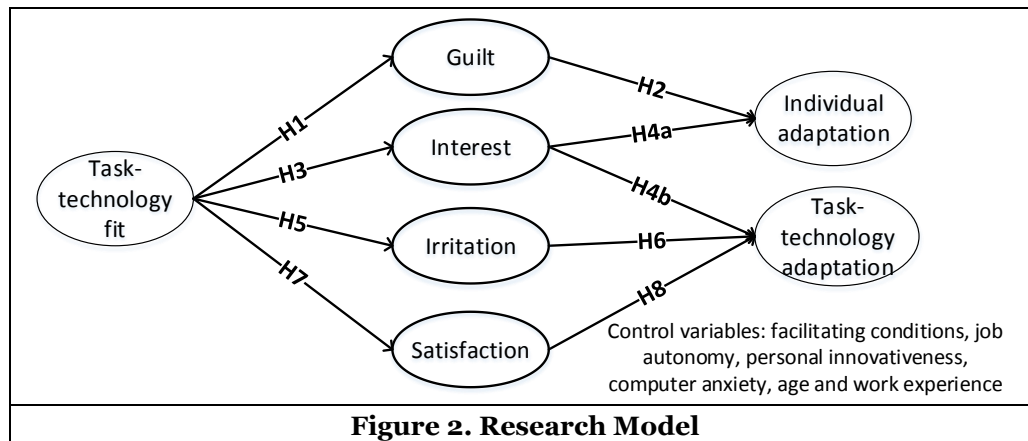 Guilt
H2
Individual
adaptation
H1
Interest
H4a
Task-
technology
fit
H3
H4b
Task-
technology
adaptation
H5
Irritation
H6
H7
H8
Satisfaction
Control variables: facilitating conditions, job
autonomy, personal innovativeness,
computer anxiety, age and work experience
Figure 2. Research Model